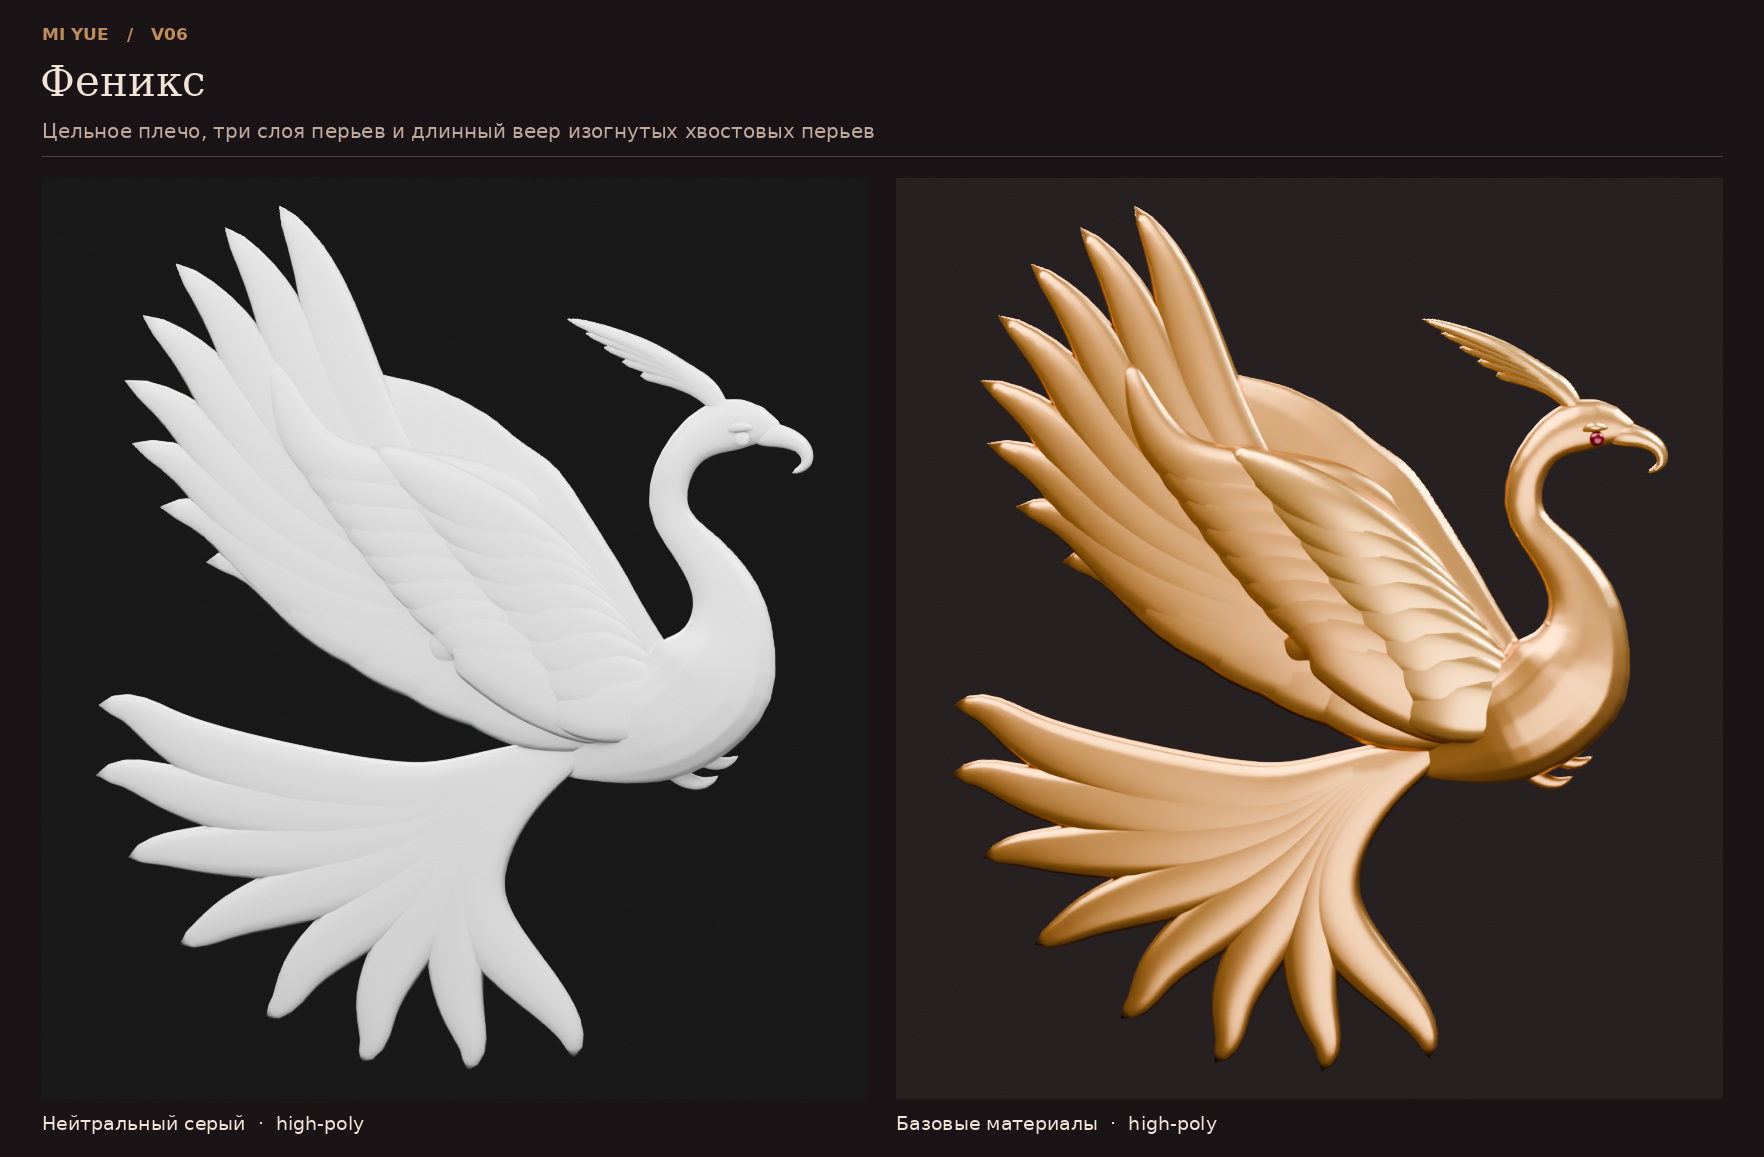 MI YUE / V06
Феникс
Цельное плечо, три слоя перьев и длинный веер изогнутых хвостовых перьев
Нейтральный серый · high-poly
Базовые материалы · high-poly